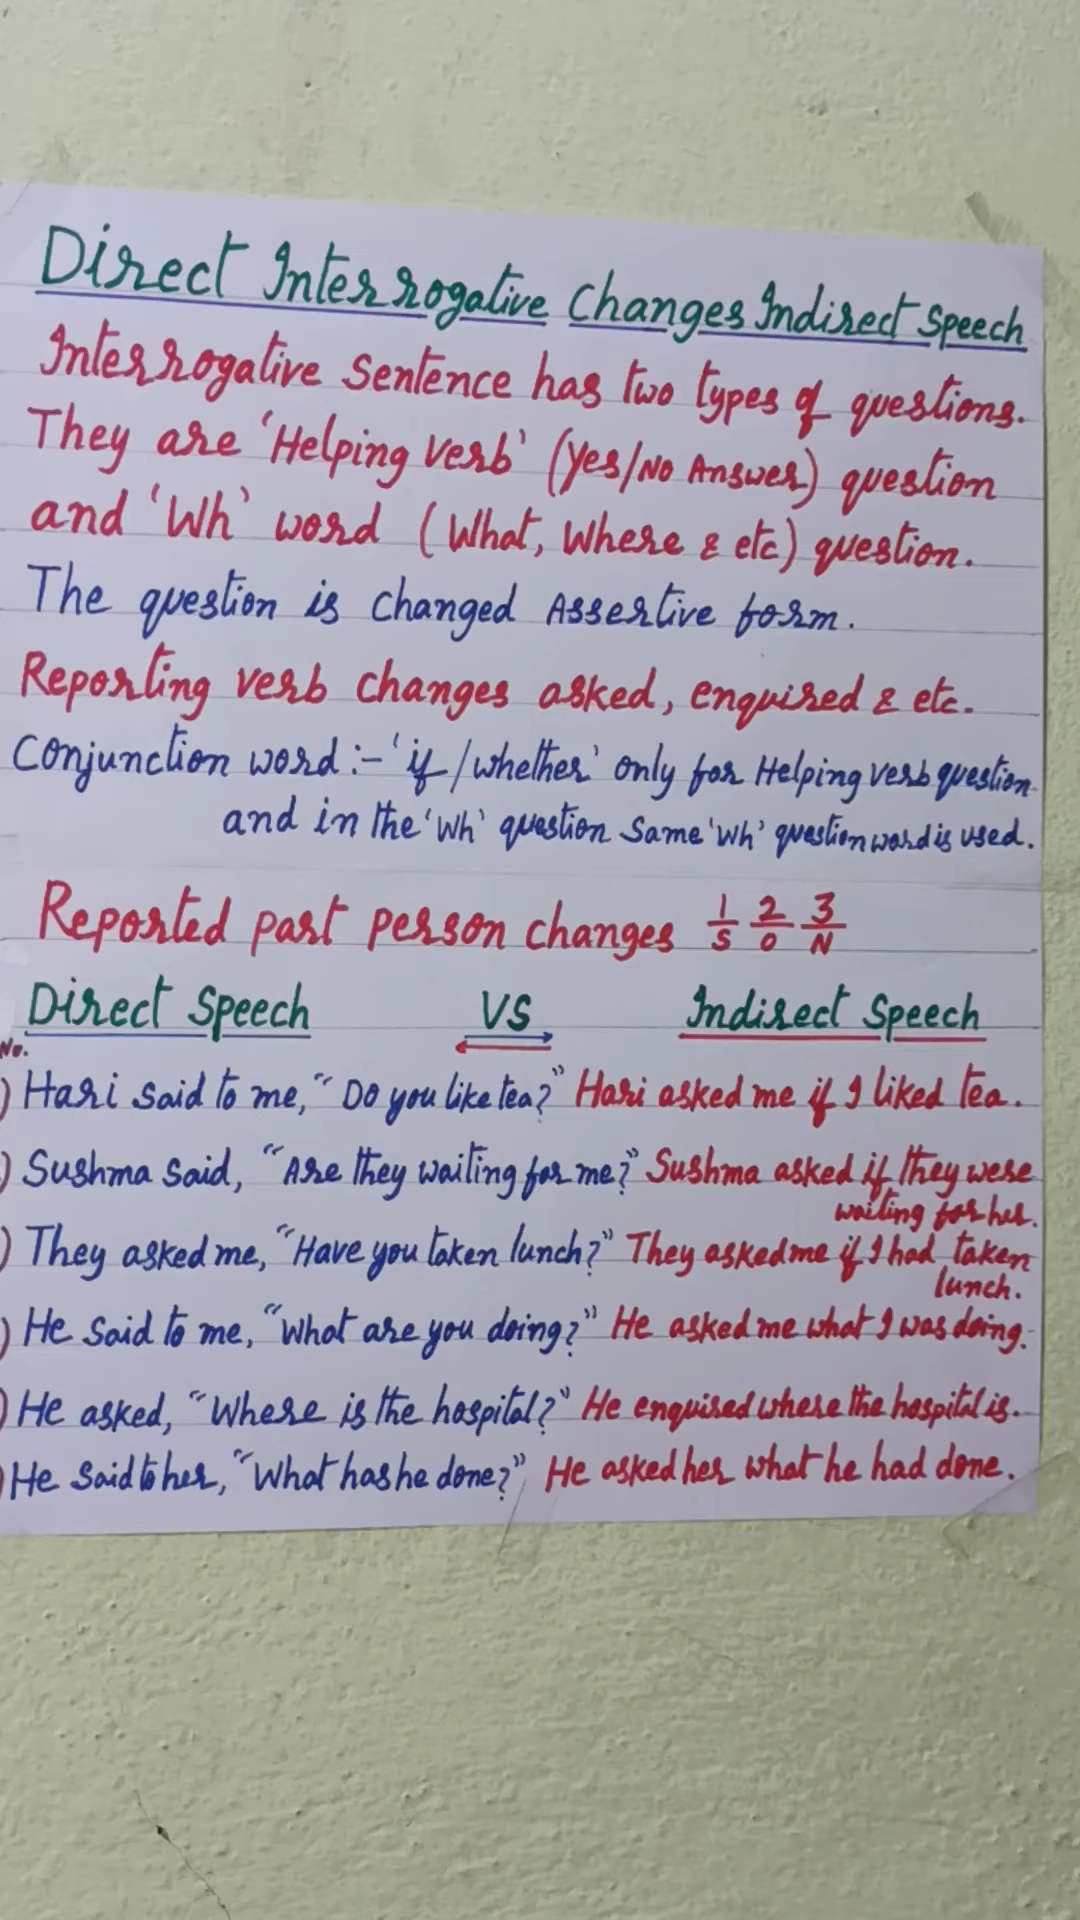 Direct Interrogative Changes Indirect Speech
Interrogative Sentence has two types of questions.
They are 'Helping Verb' (Yes/No Answer) question
and 'Wh' word (What, Where & etc) question.
The question is changed Assertive form.
Reporting verb changes asked, enquired & etc.
Conjunction word:- 'if/whether' only for Helping verb question
and in the 'Wh' question Same 'Wh' question word is used.
Reported part person changes 1/S 2/O 3/N
Direct Speech VS Indirect Speech
No.
) Hari said to me, "Do you like tea?" Hari asked me if I liked tea.
) Sushma said, "Are they waiting for me?" Sushma asked if they were
waiting for her.
) They asked me, "Have you taken lunch?" They asked me if I had taken
lunch.
) He said to me, "What are you doing?" He asked me what I was doing.
) He asked, "Where is the hospital?" He enquired where the hospital is.
) He said to her, "What has he done?" He asked her what he had done.